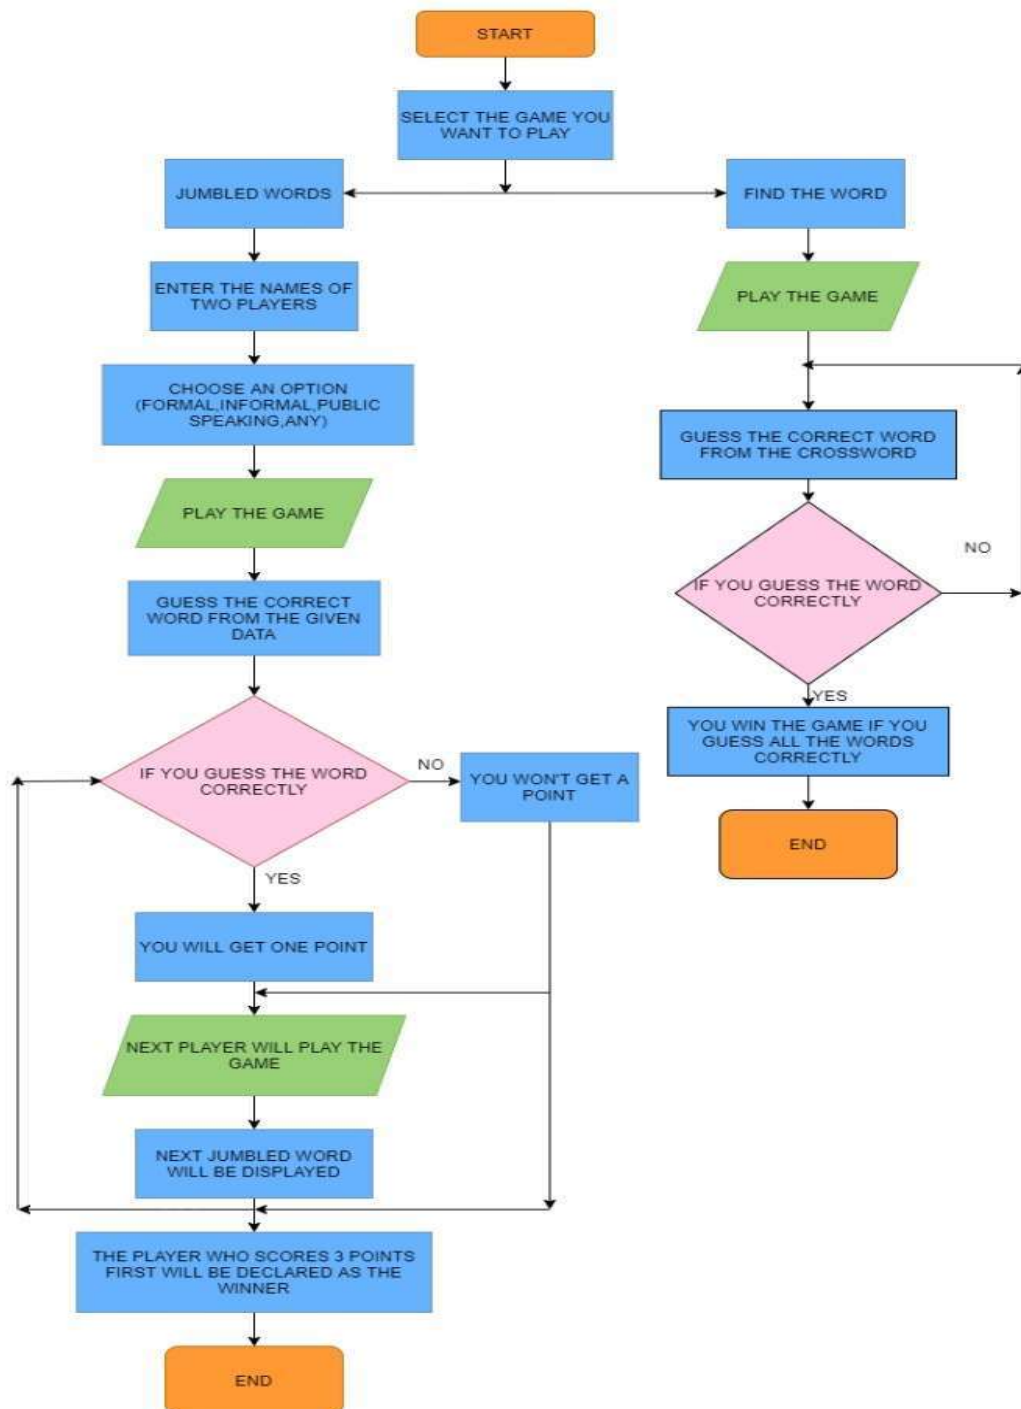 START
SELECT THE GAME YOU
WANT TO PLAY
JUMBLED WORDS
FIND THE WORD
ENTER THE NAMES OF
TWO PLAYERS
PLAY THE GAME
CHOOSE AN OPTION
(FORMAL,INFORMAL,PUBLIC
SPEAKING,ANY)
GUESS THE CORRECT WORD
FROM THE CROSSWORD
PLAY THE GAME
NO
IF YOU GUESS THE WORD
CORRECTLY
GUESS THE CORRECT
WORD FROM THE GIVEN
DATA
YES
YOU WIN THE GAME IF YOU
GUESS ALL THE WORDS
CORRECTLY
IF YOU GUESS THE WORD
CORRECTLY
NO
YOU WON'T GET A
POINT
END
YES
YOU WILL GET ONE POINT
NEXT PLAYER WILL PLAY THE
GAME
NEXT JUMBLED WORD
WILL BE DISPLAYED
THE PLAYER WHO SCORES 3 POINTS
FIRST WILL BE DECLARED AS THE
WINNER
END